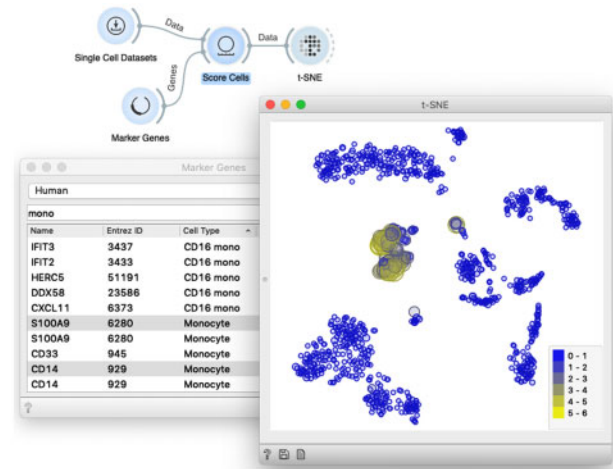 Data
Data
Genes
Single Cell Datasets
Score Cells
t-SNE
Marker Genes
t-SNE
Marker Genes
Human
mono
Name Entrez ID Cell Type
IFIT3 3437 CD16 mono
IFIT2 3433 CD16 mono
HERC5 51191 CD16 mono
DDX58 23586 CD16 mono
CXCL11 6373 CD16 mono
S100A9 6280 Monocyte
S100A9 6280 Monocyte
CD33 945 Monocyte
CD14 929 Monocyte
CD14 929 Monocyte
?
0 - 1
1 - 2
2 - 3
3 - 4
4 - 5
5 - 6
?